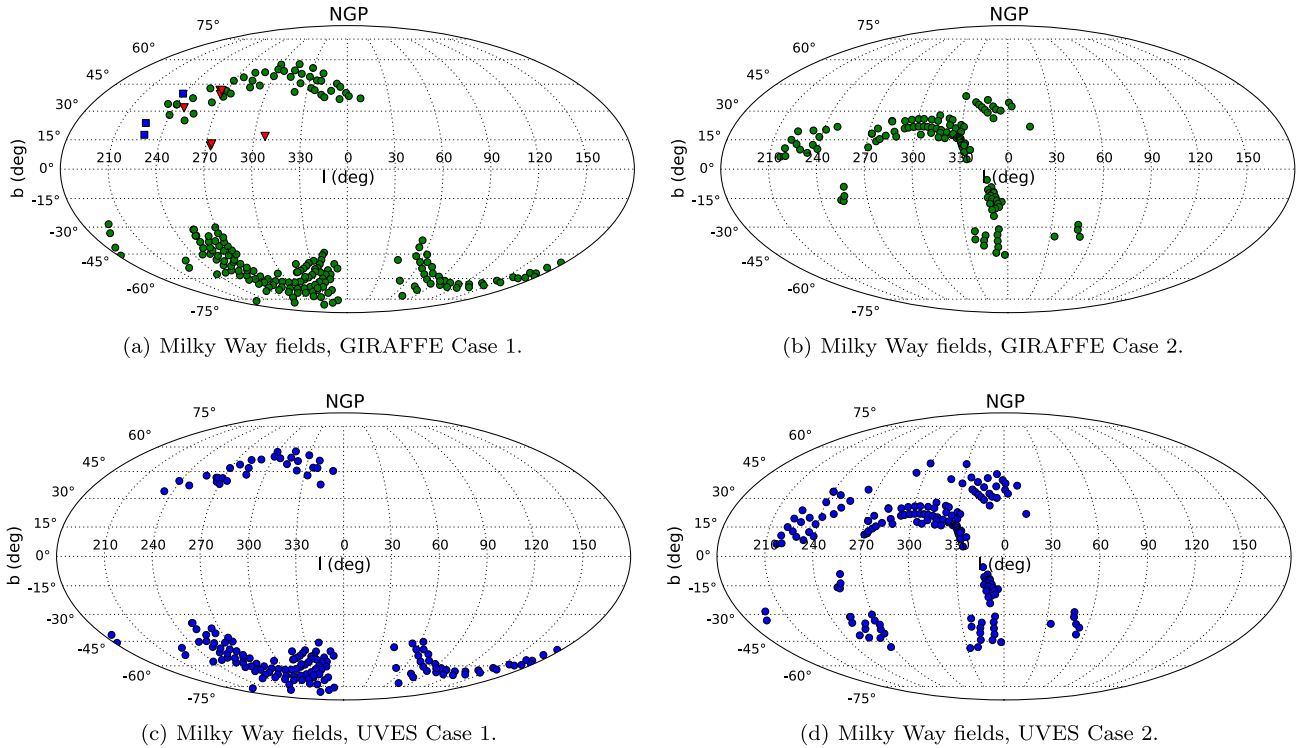 NGP
75°
60°
45°
30°
15°
0°
-15°
-30°
-45°
-60°
-75°
210 240 270 300 330 0 30 60 90 120 150
l (deg)
b (deg)
(a) Milky Way fields, GIRAFFE Case 1.
NGP
75°
60°
45°
30°
15°
0°
-15°
-30°
-45°
-60°
-75°
210 240 270 300 330 0 30 60 90 120 150
l (deg)
b (deg)
(b) Milky Way fields, GIRAFFE Case 2.
NGP
75°
60°
45°
30°
15°
0°
-15°
-30°
-45°
-60°
-75°
210 240 270 300 330 0 30 60 90 120 150
l (deg)
b (deg)
(c) Milky Way fields, UVES Case 1.
NGP
75°
60°
45°
30°
15°
0°
-15°
-30°
-45°
-60°
-75°
210 240 270 300 330 0 30 60 90 120 150
l (deg)
b (deg)
(d) Milky Way fields, UVES Case 2.